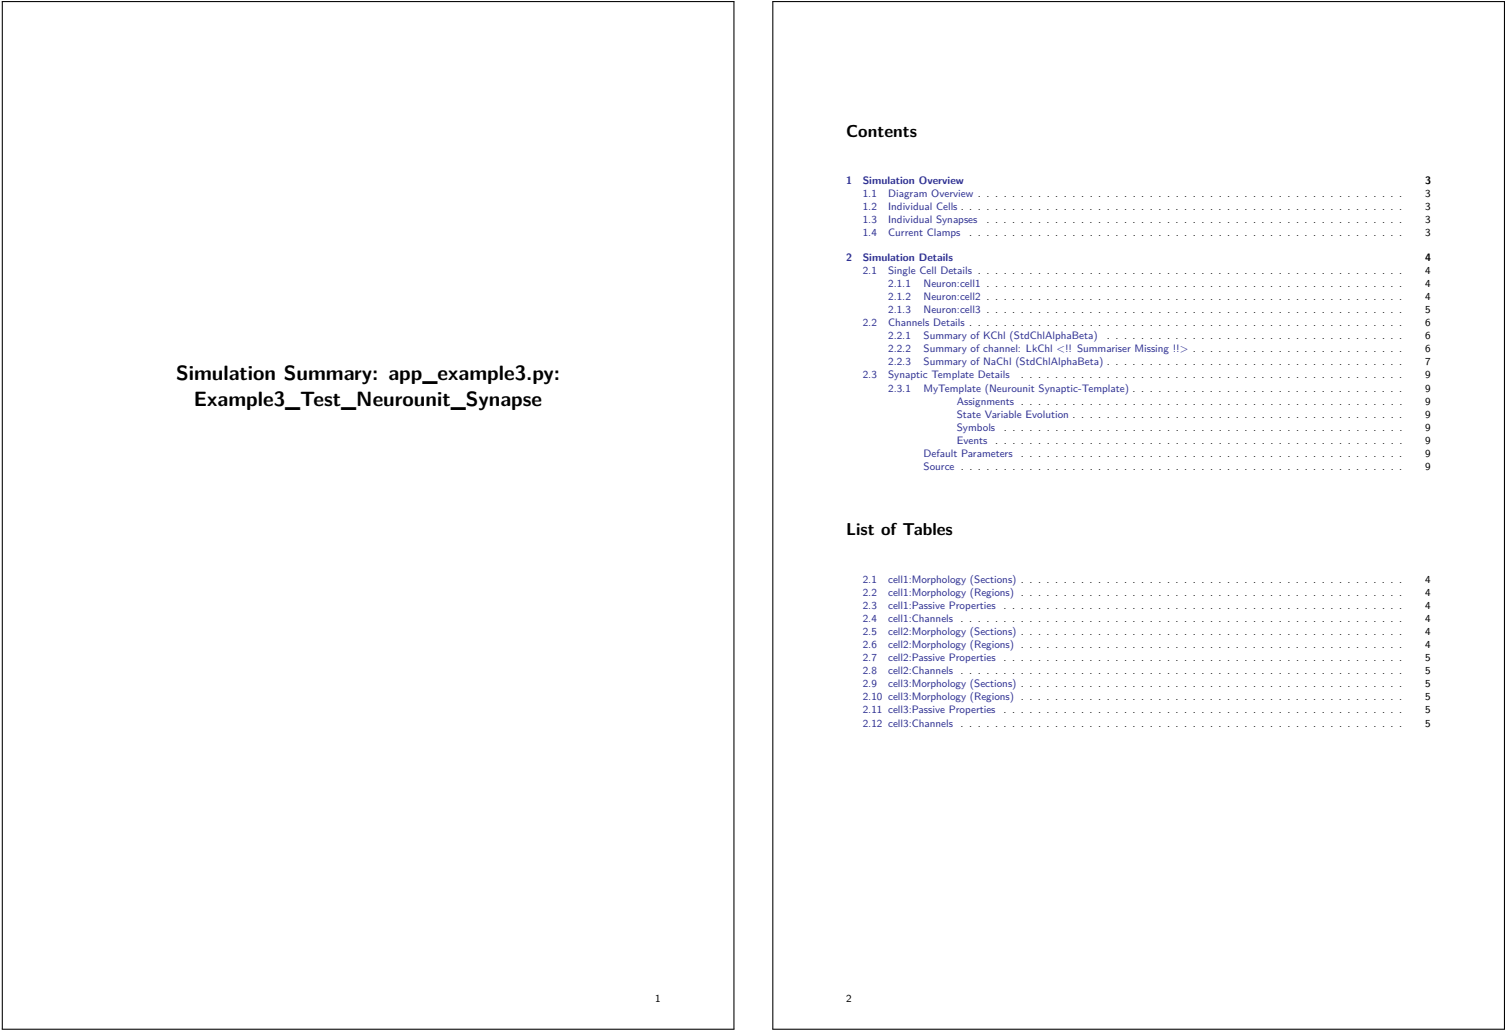 Simulation Summary: app_example3.py:
Example3_Test_Neurounit_Synapse
1
Contents
1 Simulation Overview 3
1.1 Diagram Overview . . . . . . . . . . 3
1.2 Individual Cells . . . . . . . . . . 3
1.3 Individual Synapses . . . . . . . . . . 3
1.4 Current Clamps . . . . . . . . . . 3
2 Simulation Details 4
2.1 Single Cell Details . . . . . . . . . . 4
2.1.1 Neuron:cell1 . . . . . . . . . . 4
2.1.2 Neuron:cell2 . . . . . . . . . . 4
2.1.3 Neuron:cell3 . . . . . . . . . . 5
2.2 Channels Details . . . . . . . . . . 6
2.2.1 Summary of KChl (StdChlAlphaBeta) . . . . . . . . . . 6
2.2.2 Summary of channel: LkChl <!! Summariser Missing !!> . . . . . . . . . . 6
2.2.3 Summary of NaChl (StdChlAlphaBeta) . . . . . . . . . . 7
2.3 Synaptic Template Details . . . . . . . . . . 9
2.3.1 MyTemplate (Neurounit Synaptic-Template) . . . . . . . . . . 9
Assignments . . . . . . . . . . 9
State Variable Evolution . . . . . . . . . . 9
Symbols . . . . . . . . . . 9
Events . . . . . . . . . . 9
Default Parameters . . . . . . . . . . 9
Source . . . . . . . . . . 9
List of Tables
2.1 cell1:Morphology (Sections) . . . . . . . . . . 4
2.2 cell1:Morphology (Regions) . . . . . . . . . . 4
2.3 cell1:Passive Properties . . . . . . . . . . 4
2.4 cell1:Channels . . . . . . . . . . 4
2.5 cell2:Morphology (Sections) . . . . . . . . . . 4
2.6 cell2:Morphology (Regions) . . . . . . . . . . 4
2.7 cell2:Passive Properties . . . . . . . . . . 5
2.8 cell2:Channels . . . . . . . . . . 5
2.9 cell3:Morphology (Sections) . . . . . . . . . . 5
2.10 cell3:Morphology (Regions) . . . . . . . . . . 5
2.11 cell3:Passive Properties . . . . . . . . . . 5
2.12 cell3:Channels . . . . . . . . . . 5
2